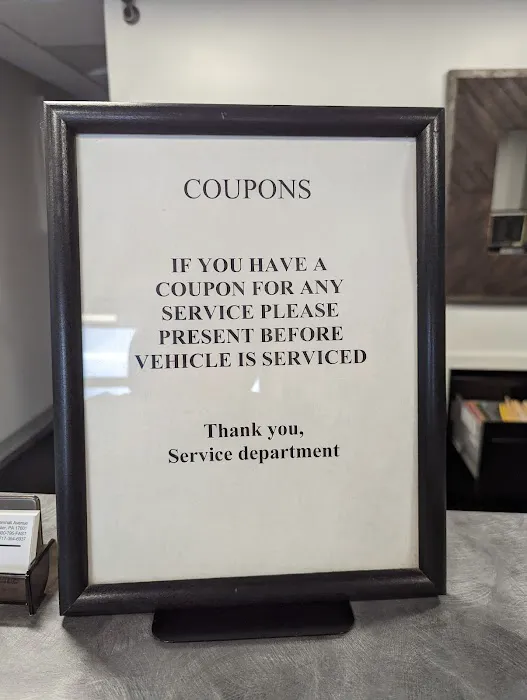 COUPONS
IF YOU HAVE A
COUPON FOR ANY
SERVICE PLEASE
PRESENT BEFORE
VEHICLE IS SERVICED
Thank you,
Service department